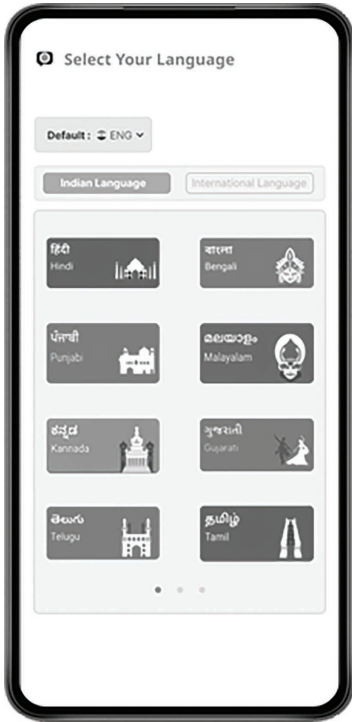 Select Your Language
Default : ENG
Indian Language
International Language
हिंदी
Hindi
বাংলা
Bengali
ਪੰਜਾਬੀ
Punjabi
മലയാളം
Malayalam
ಕನ್ನಡ
Kannada
ગુજરાતી
Gujarati
తెలుగు
Telugu
தமிழ்
Tamil